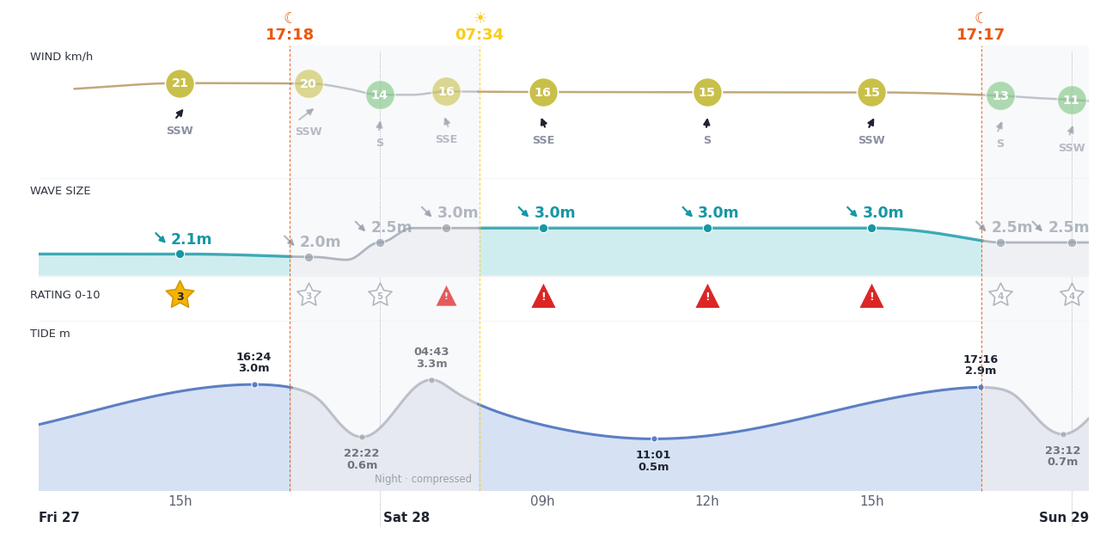 17:18
07:34
17:17
WIND km/h
21
20
14
16
16
15
15
13
11
SSW
SSW
S
SSE
SSE
S
SSW
S
SSW
WAVE SIZE
2.1m
2.0m
2.5m
3.0m
3.0m
3.0m
3.0m
2.5m
2.5m
RATING 0-10
3
3
5
!
!
!
!
4
4
TIDE m
16:24
3.0m
04:43
3.3m
17:16
2.9m
22:22
0.6m
11:01
0.5m
23:12
0.7m
Night · compressed
15h
09h
12h
15h
Fri 27
Sat 28
Sun 29